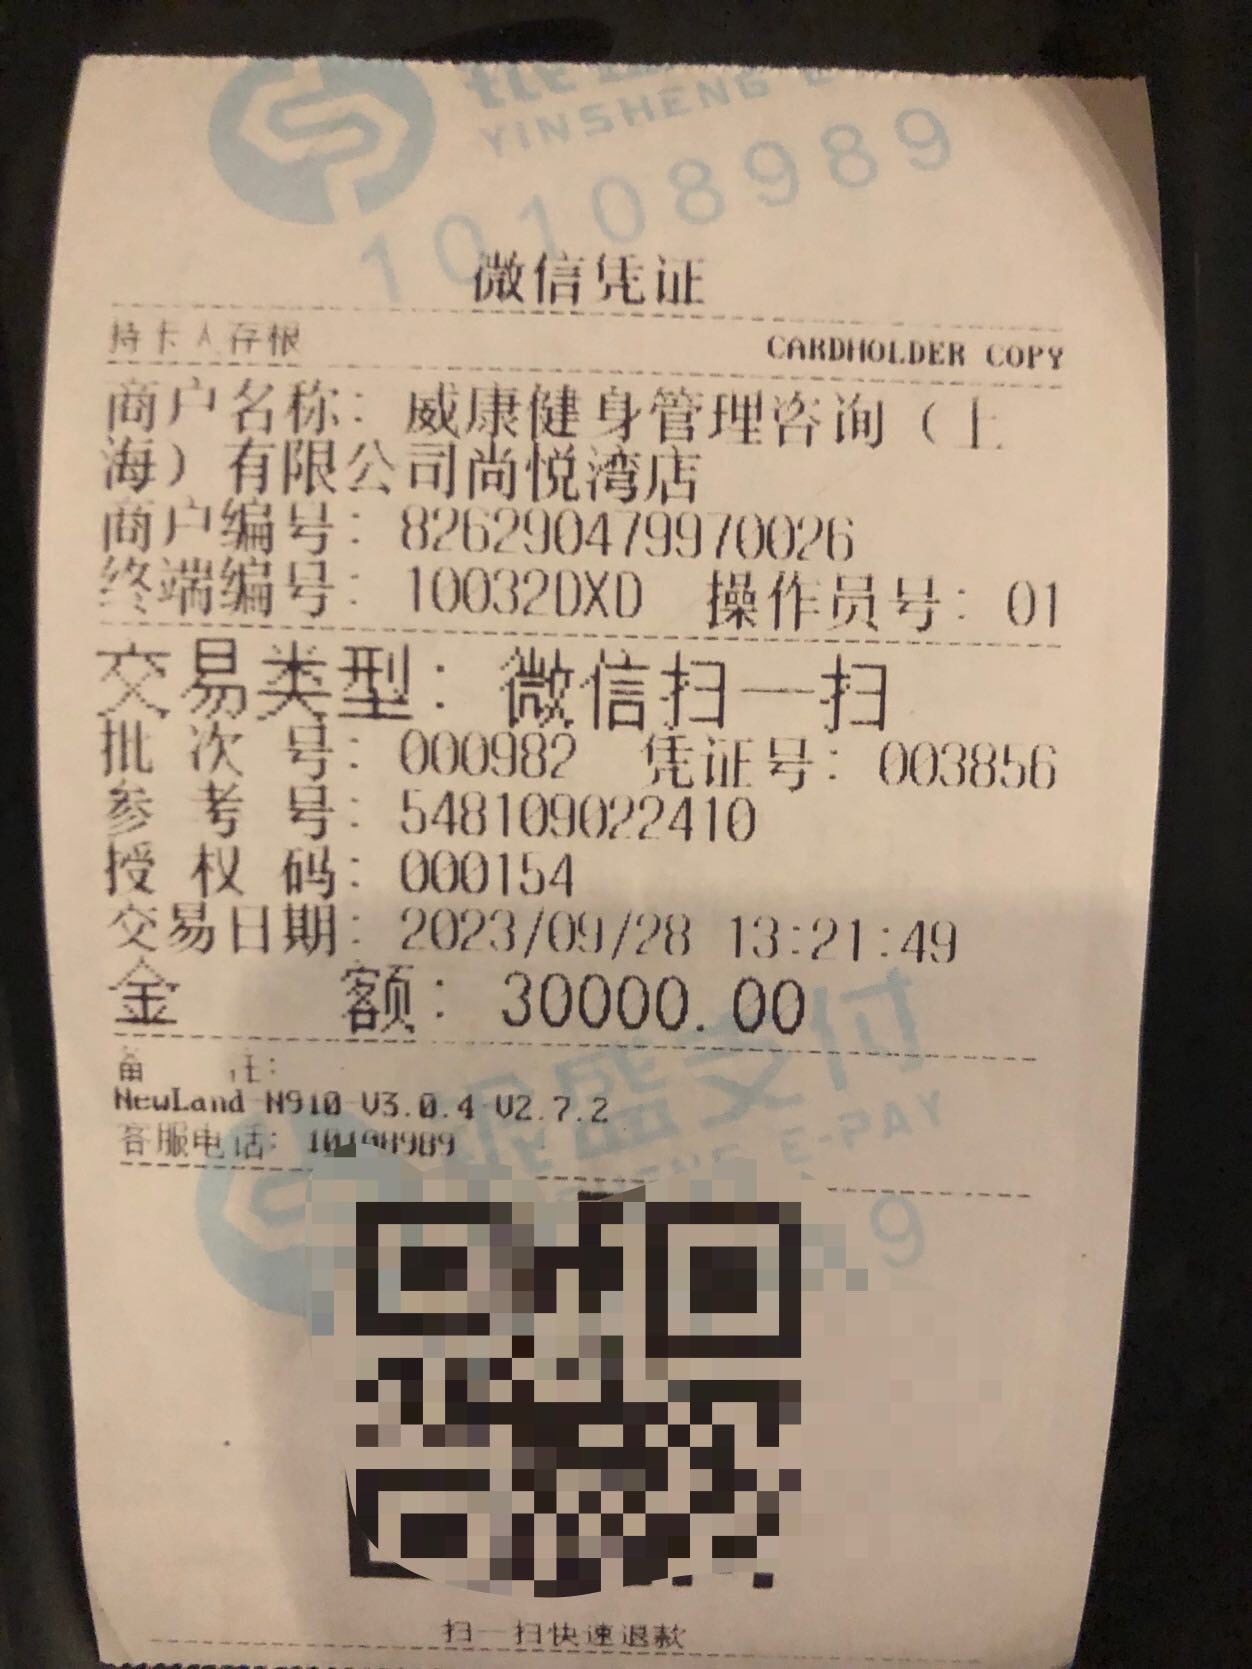 YINSHENG
10108989
微信凭证
持卡人存根 CARDHOLDER COPY
商户名称: 威康健身管理咨询（上
海）有限公司尚悦湾店
商户编号: 826290479970026
终端编号: 10032DXD 操作员号: 01
交易类型: 微信扫一扫
批次号: 000982 凭证号: 003856
参考号: 548109022410
授权码: 000154
交易日期: 2023/09/28 13:21:49
金额: 30000.00
备注:
NewLand-N910-V3.0.4-V2.7.2
客服电话: 10108989
盛支付
E-PAY
9
扫一扫快速退款